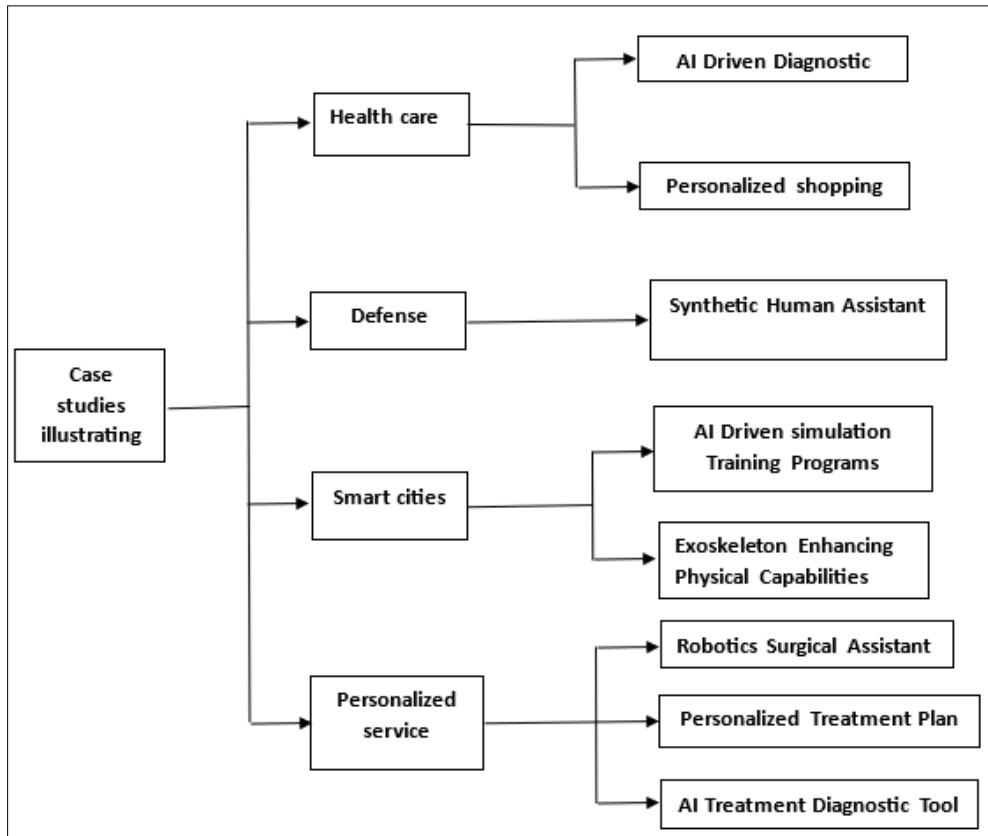 AI Driven Diagnostic
Health care
Personalized shopping
Synthetic Human Assistant
Defense
Case
studies
illustrating
AI Driven simulation
Training Programs
Smart cities
Exoskeleton Enhancing
Physical Capabilities
Robotics Surgical Assistant
Personalized
service
Personalized Treatment Plan
AI Treatment Diagnostic Tool